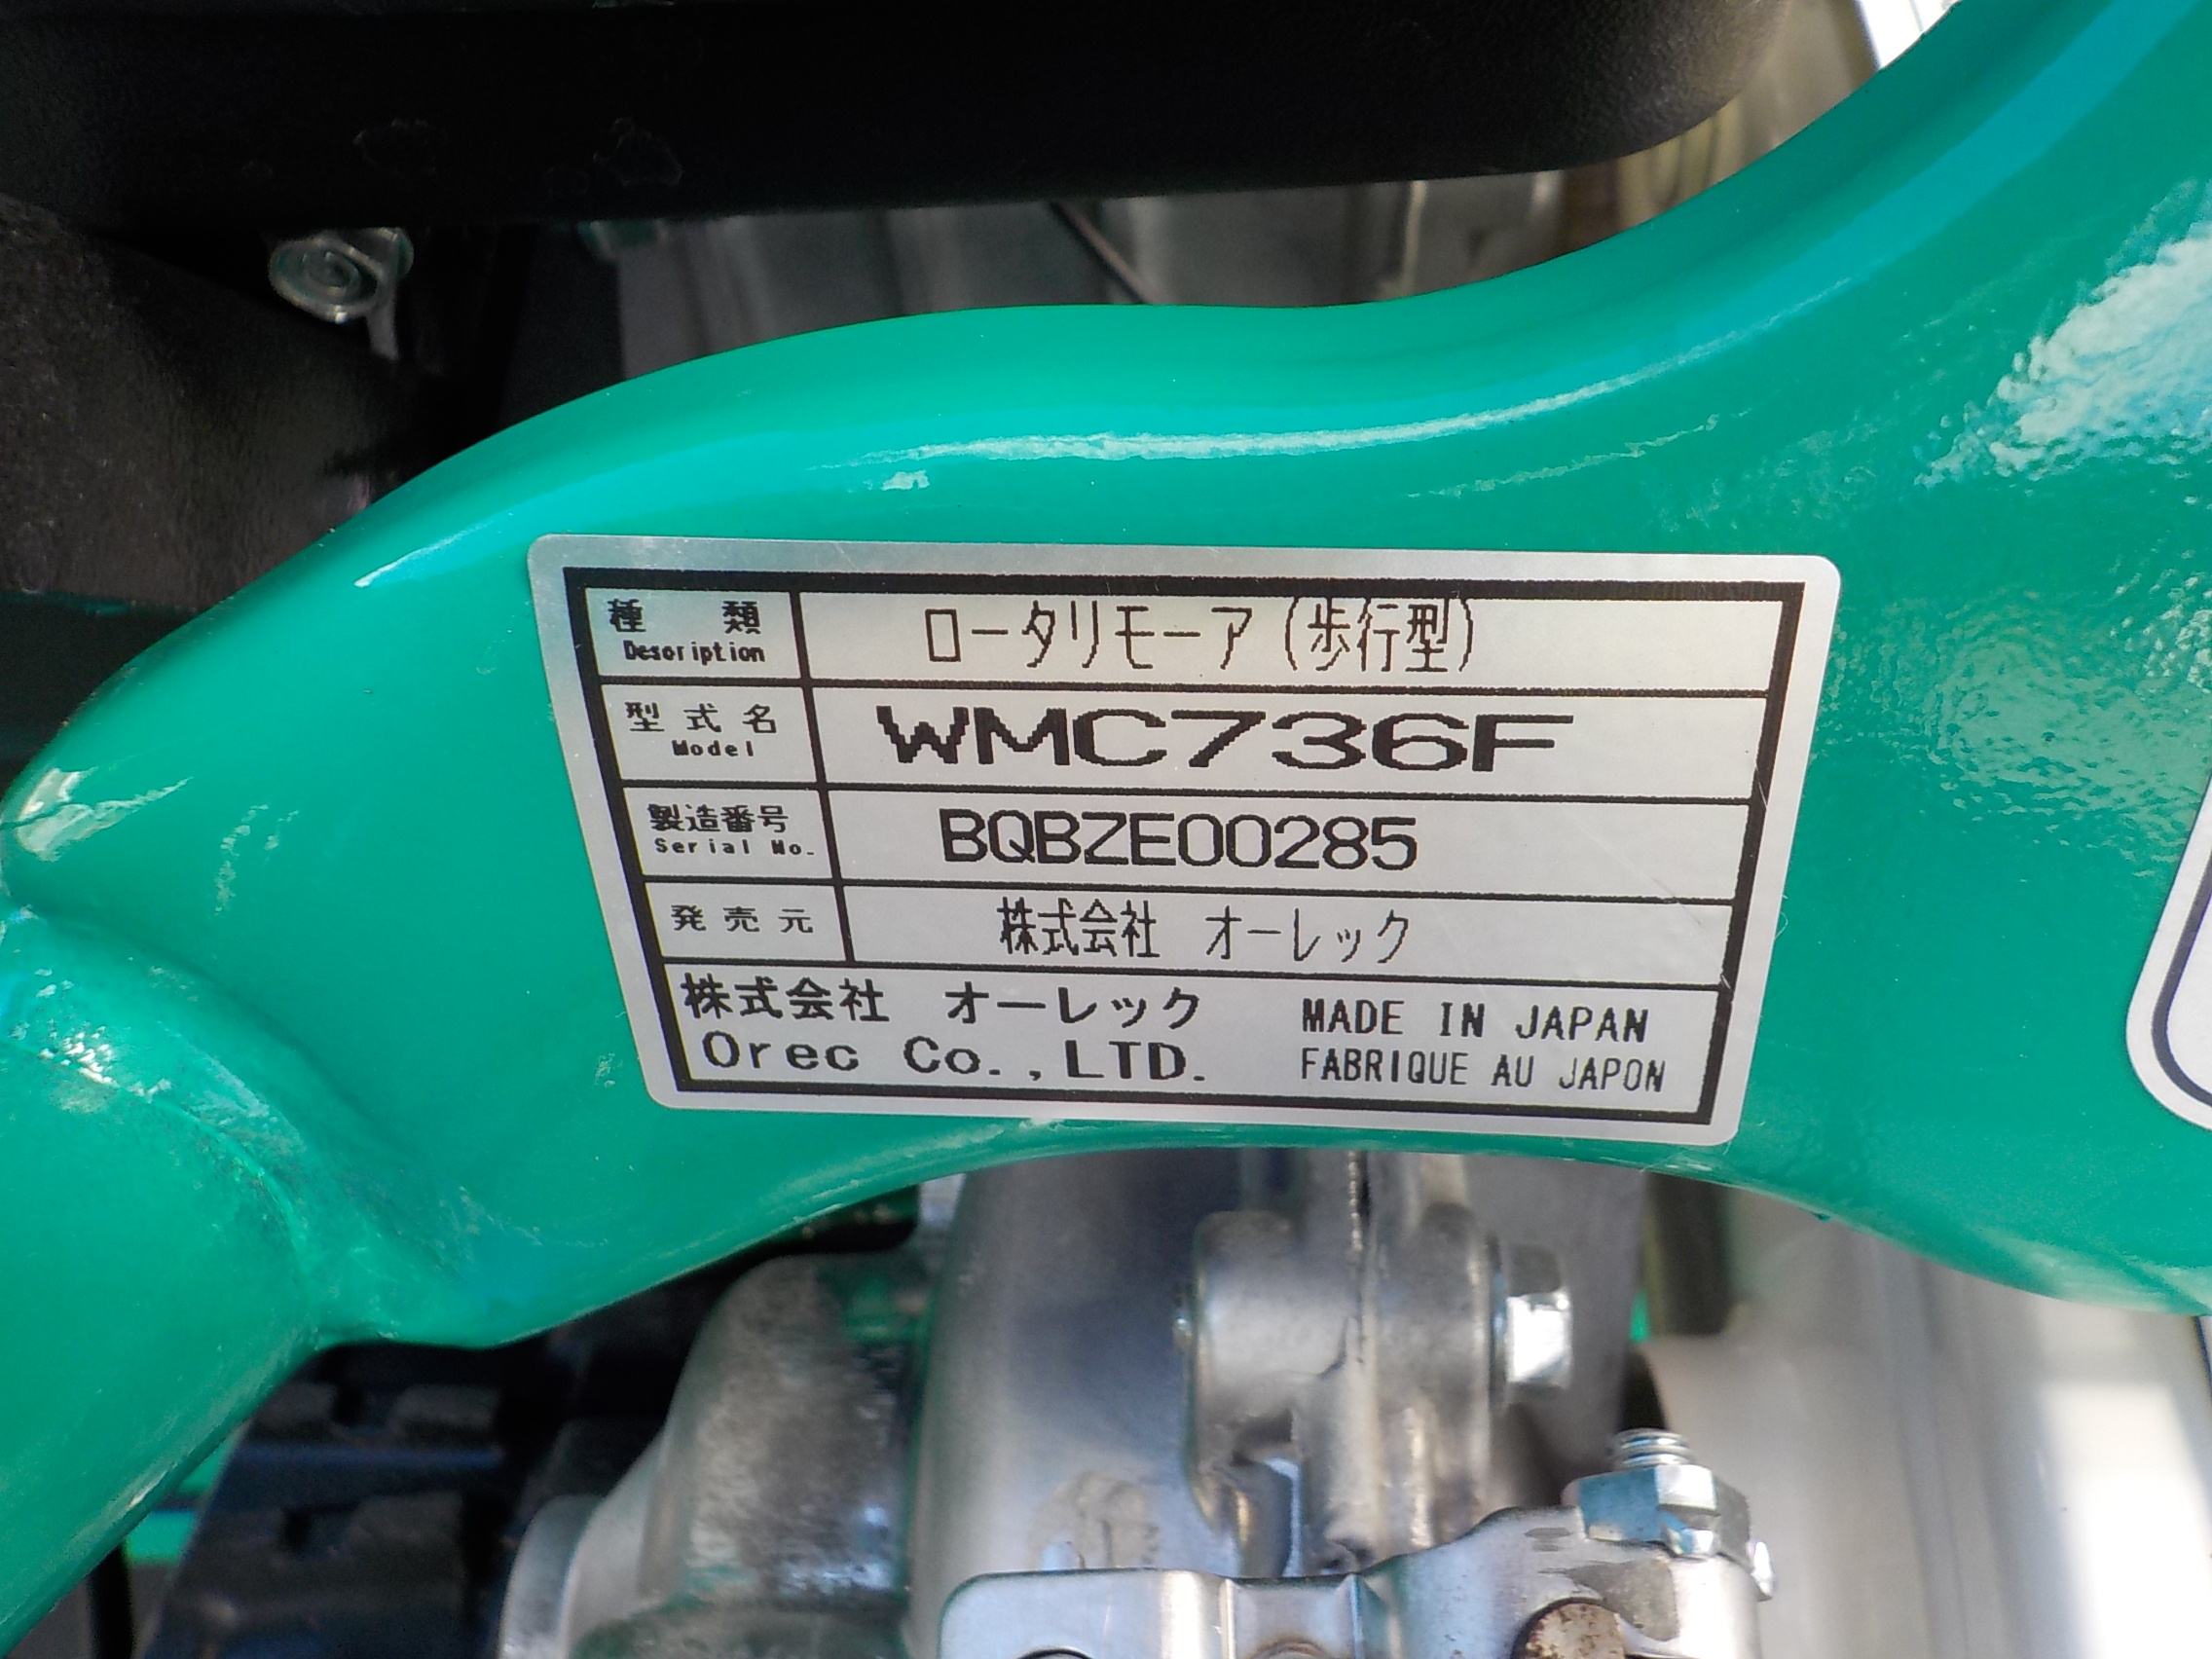 種類 ロータリモーア(歩行型)
Description
型式名 WMC736F
Model
製造番号 BQBZE00285
Serial No.
発売元 株式会社 オーレック
株式会社 オーレック MADE IN JAPAN
Orec Co.,LTD. FABRIQUE AU JAPON